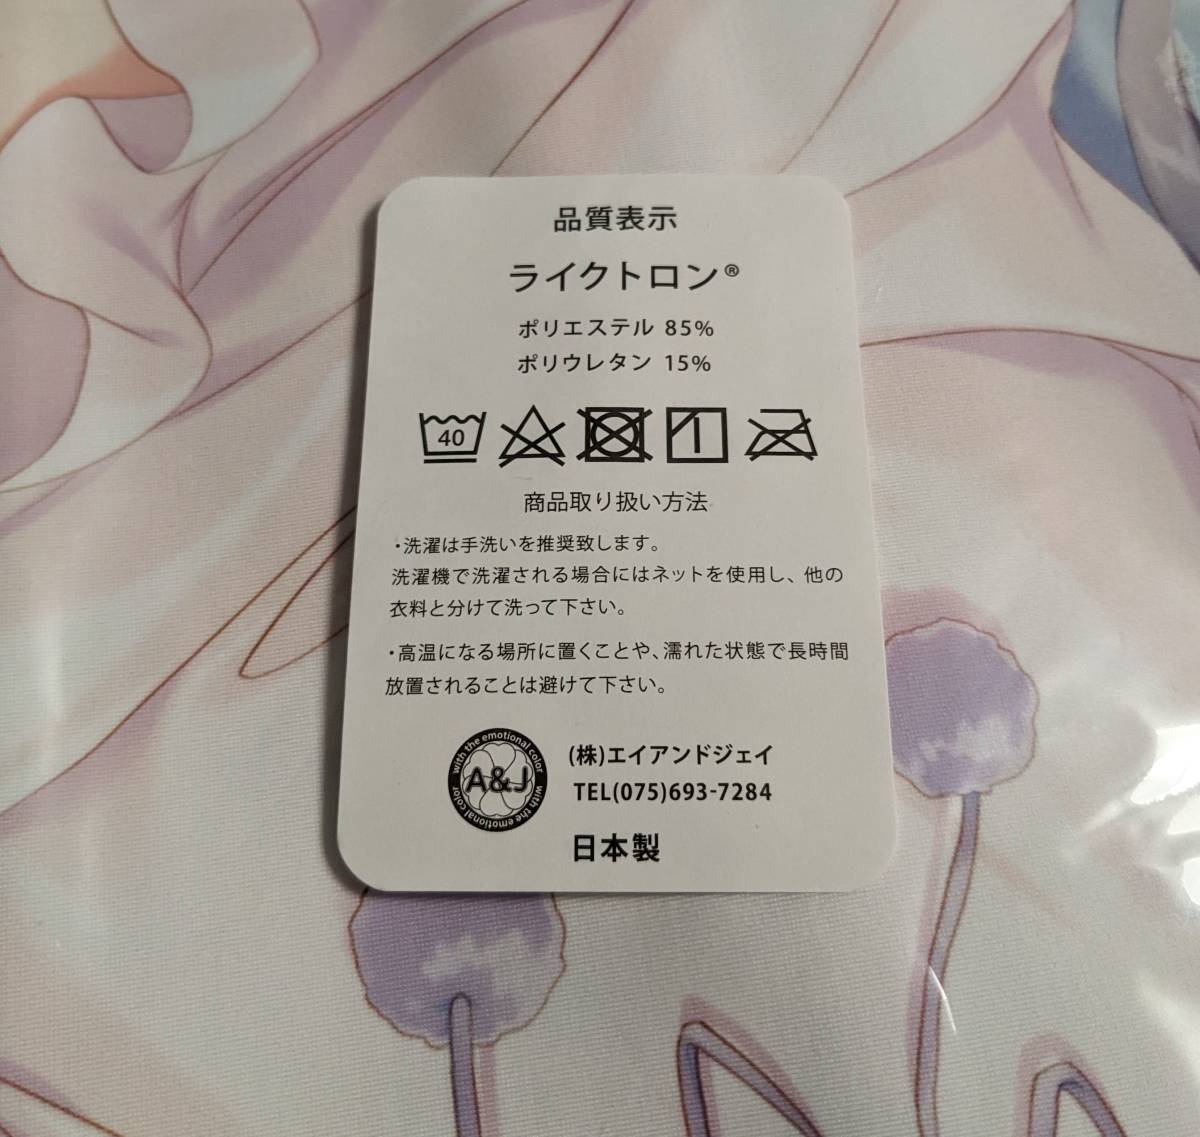 品質表示
ライクトロン®
ポリエステル 85%
ポリウレタン 15%
40
商品取り扱い方法
・洗濯は手洗いを推奨致します。
洗濯機で洗濯される場合にはネットを使用し、他の
衣料と分けて洗って下さい。
・高温になる場所に置くことや、濡れた状態で長時間
放置されることは避けて下さい。
with the emotional color
A&J
with the emotional color
(株)エイアンドジェイ
TEL(075)693-7284
日本製